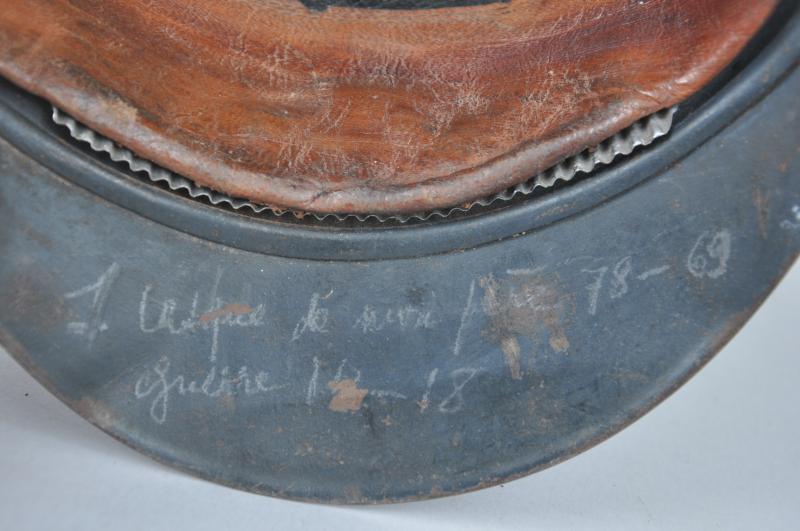 1 casque de mon père 78-69
guerre 14-18